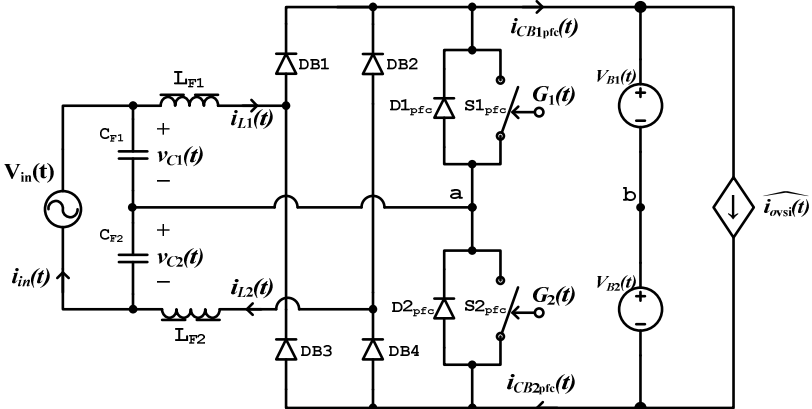 i_CB1pfc(t)
DB1 DB2
L_F1
D1_pfc S1_pfc G_1(t)
V_B1(t)
+
−
i_L1(t)
C_F1
+
v_C1(t)
−
V_in(t)
a
b
i_ovsi(t)
C_F2
+
v_C2(t)
−
i_in(t)
i_L2(t)
L_F2
D2_pfc S2_pfc G_2(t)
V_B2(t)
+
−
DB3 DB4
i_CB2pfc(t)